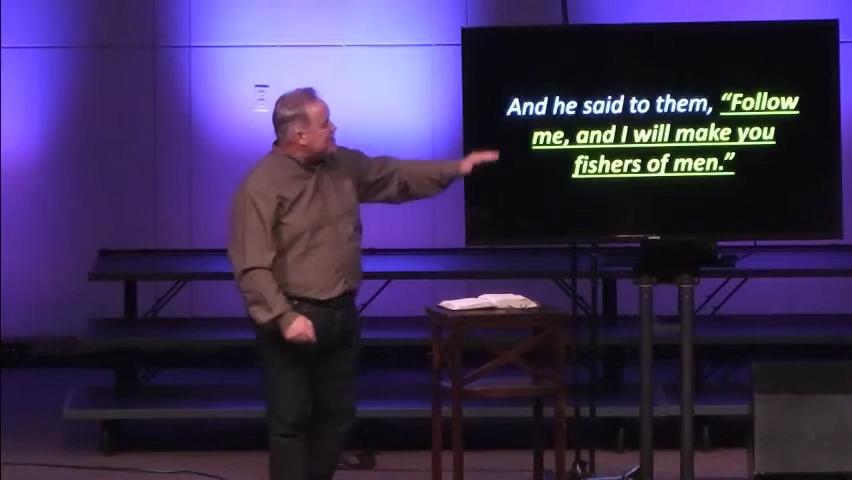 And he said to them, “Follow
me, and I will make you
fishers of men.”